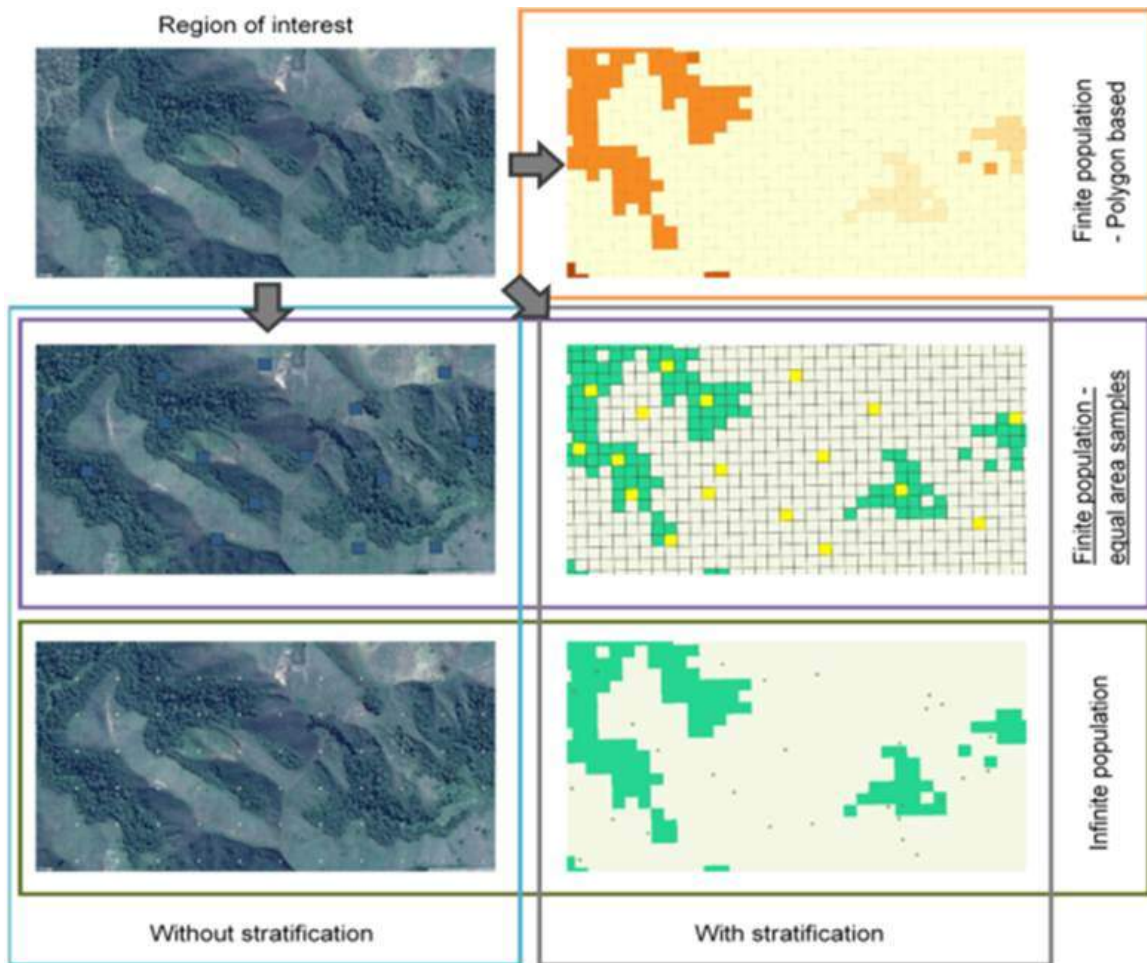 Region of interest
Finite population
- Polygon based
Finite population -
equal area samples
Infinite population
Without stratification
With stratification